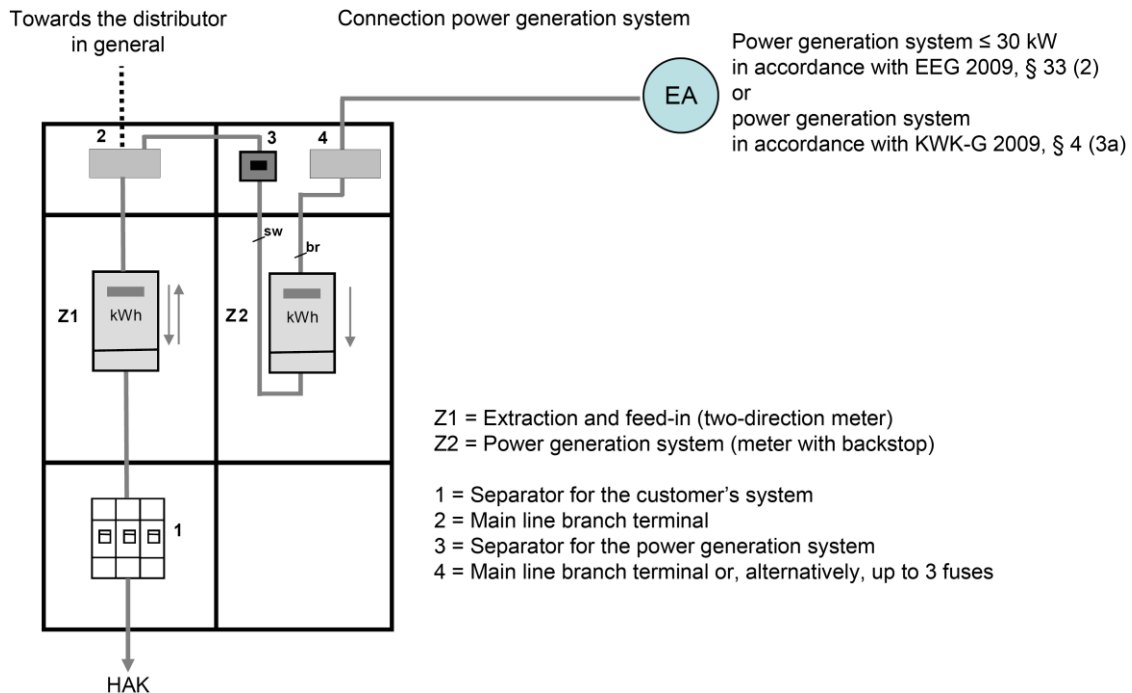 Towards the distributor
in general
Connection power generation system
Power generation system ≤ 30 kW
in accordance with EEG 2009, § 33 (2)
or
power generation system
in accordance with KWK-G 2009, § 4 (3a)
EA
2
3
4
sw
br
Z1
kWh
Z2
kWh
Z1 = Extraction and feed-in (two-direction meter)
Z2 = Power generation system (meter with backstop)
1
1 = Separator for the customer's system
2 = Main line branch terminal
3 = Separator for the power generation system
4 = Main line branch terminal or, alternatively, up to 3 fuses
HAK